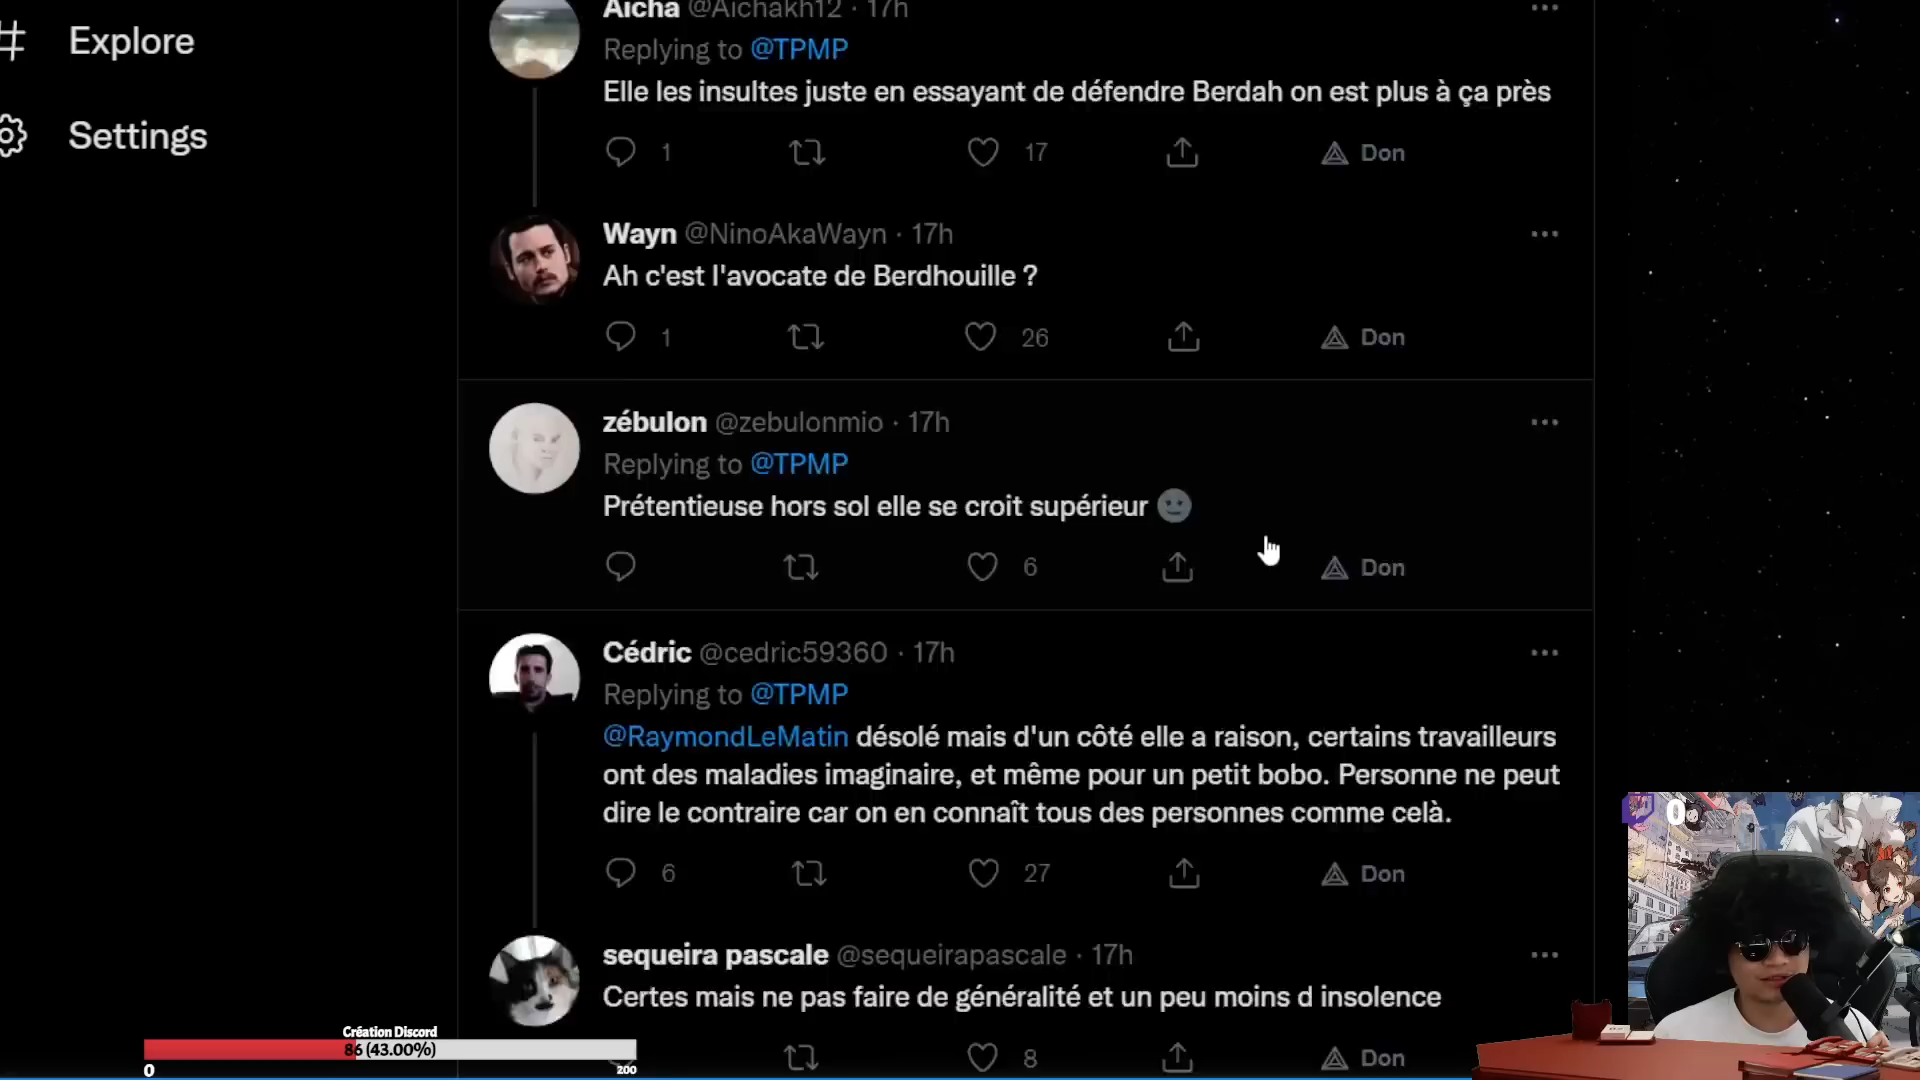 Explore
Settings
Aicha @Aichakh12 · 17h
Replying to @TPMP
Elle les insultes juste en essayant de défendre Berdah on est plus à ça près
1 17 Don
Wayn @NinoAkaWayn · 17h
Ah c'est l'avocate de Berdhouille ?
1 26 Don
zébulon @zebulonmio · 17h
Replying to @TPMP
Prétentieuse hors sol elle se croit supérieur
6 Don
Cédric @cedric59360 · 17h
Replying to @TPMP
@RaymondLeMatin désolé mais d'un côté elle a raison, certains travailleurs
ont des maladies imaginaire, et même pour un petit bobo. Personne ne peut
dire le contraire car on en connaît tous des personnes comme celà.
6 27 Don
sequeira pascale @sequeirapascale · 17h
Certes mais ne pas faire de généralité et un peu moins d insolence
8 Don
Création Discord
86 (43.00%)
0 200
0